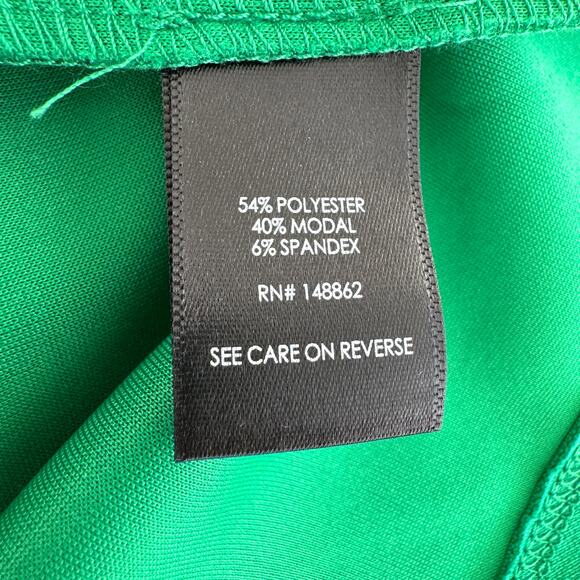 54% POLYESTER
40% MODAL
6% SPANDEX
RN# 148862
SEE CARE ON REVERSE